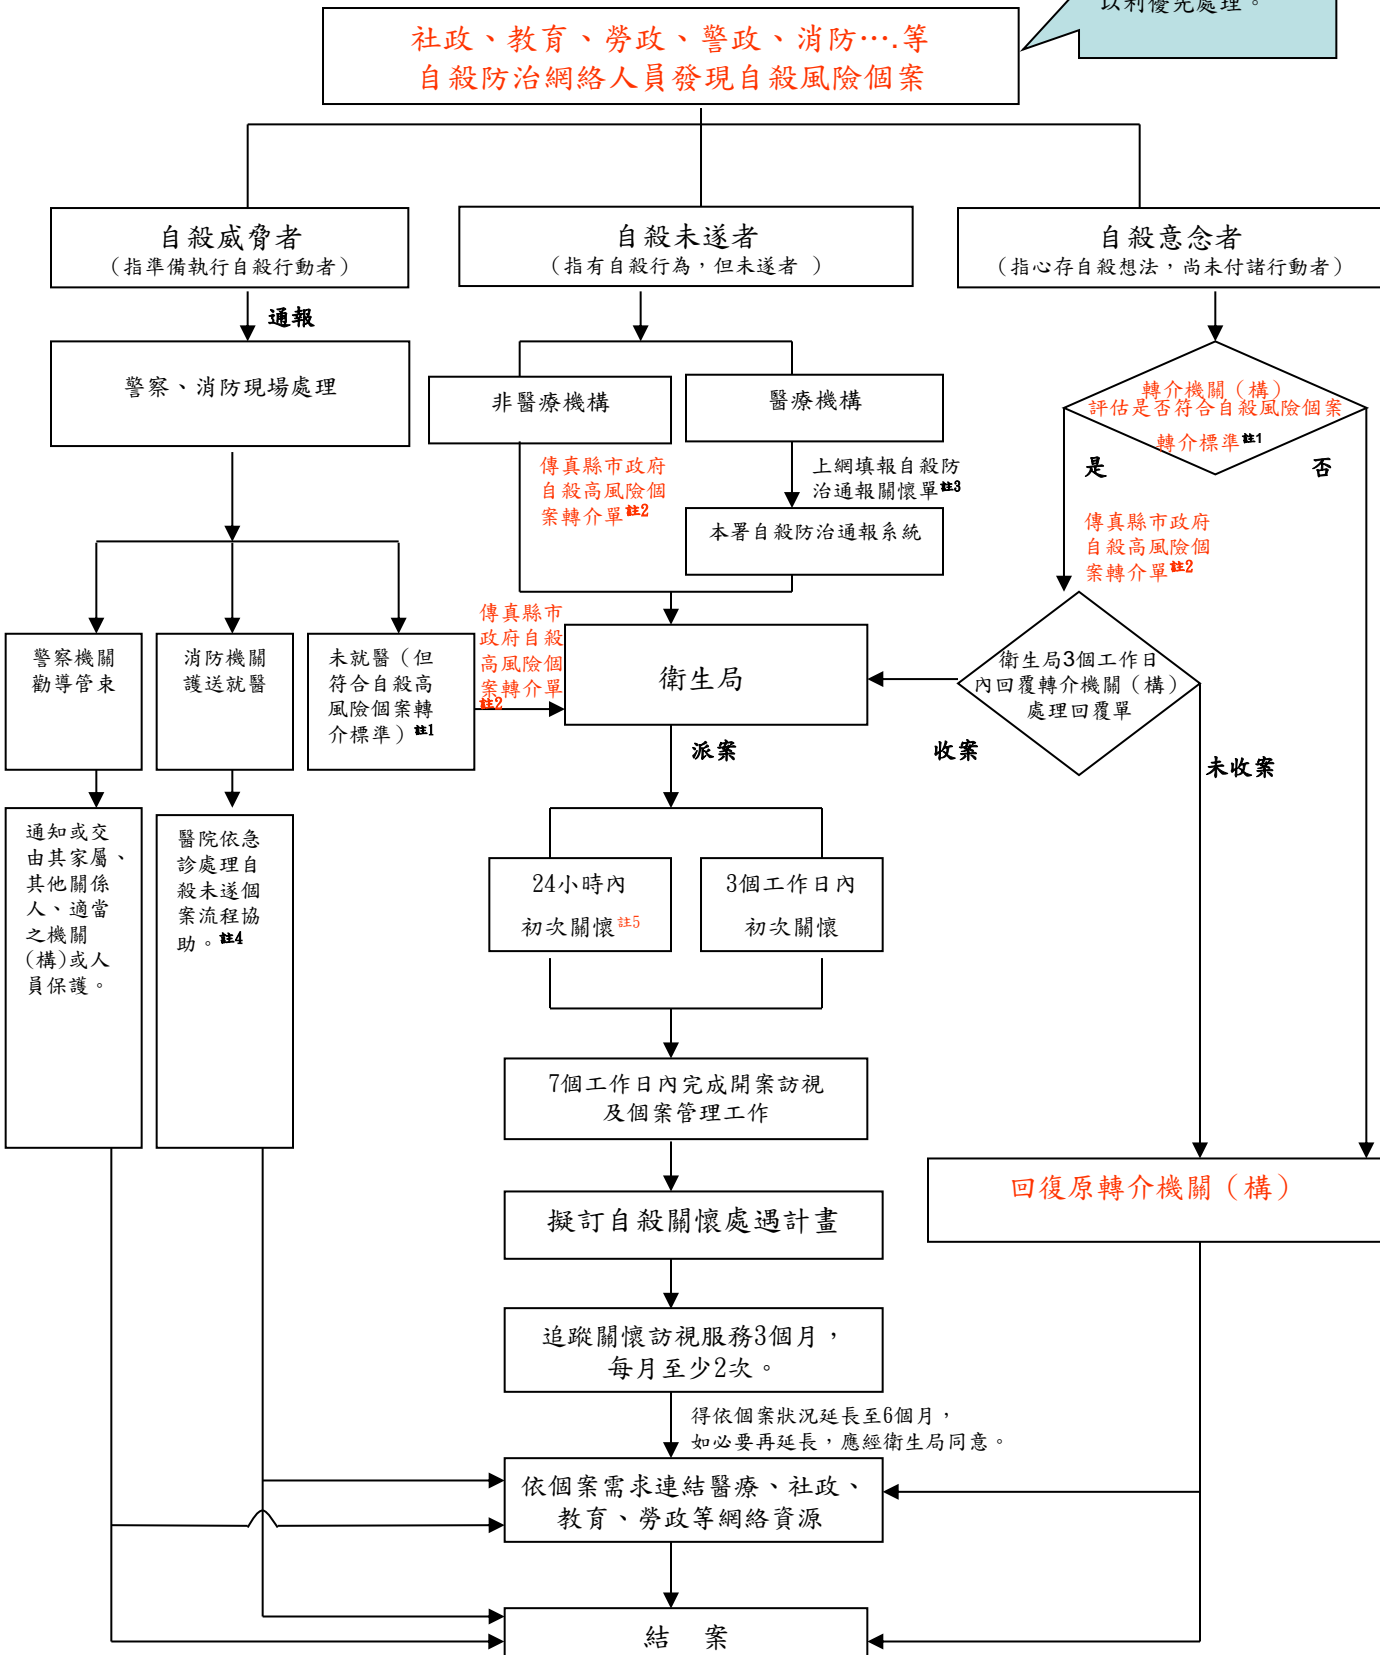 以利優先處理。
社政、教育、勞政、警政、消防….等
自殺防治網絡人員發現自殺風險個案
自殺威脅者
（指準備執行自殺行動者）
自殺未遂者
（指有自殺行為，但未遂者 ）
自殺意念者
（指心存自殺想法，尚未付諸行動者）
通報
警察、消防現場處理
非醫療機構
醫療機構
轉介機關（構）
評估是否符合自殺風險個案
轉介標準註1
是
否
傳真縣市政府
自殺高風險個
案轉介單註2
上網填報自殺防
治通報關懷單註3
本署自殺防治通報系統
傳真縣市政府
自殺高風險個
案轉介單註2
警察機關
勸導管束
消防機關
護送就醫
未就醫（但
符合自殺高
風險個案轉
介標準）註1
傳真縣市
政府自殺
高風險個
案轉介單
註2
衛生局
衛生局3個工作日
內回覆轉介機關（構）
處理回覆單
派案
收案
未收案
通知或交
由其家屬、
其他關係
人、適當
之機關
(構)或人
員保護。
醫院依急
診處理自
殺未遂個
案流程協
助。註4
24小時內
初次關懷註5
3個工作日內
初次關懷
7個工作日內完成開案訪視
及個案管理工作
回復原轉介機關（構）
擬訂自殺關懷處遇計畫
追蹤關懷訪視服務3個月，
每月至少2次。
得依個案狀況延長至6個月，
如必要再延長，應經衛生局同意。
依個案需求連結醫療、社政、
教育、勞政等網絡資源
結 案